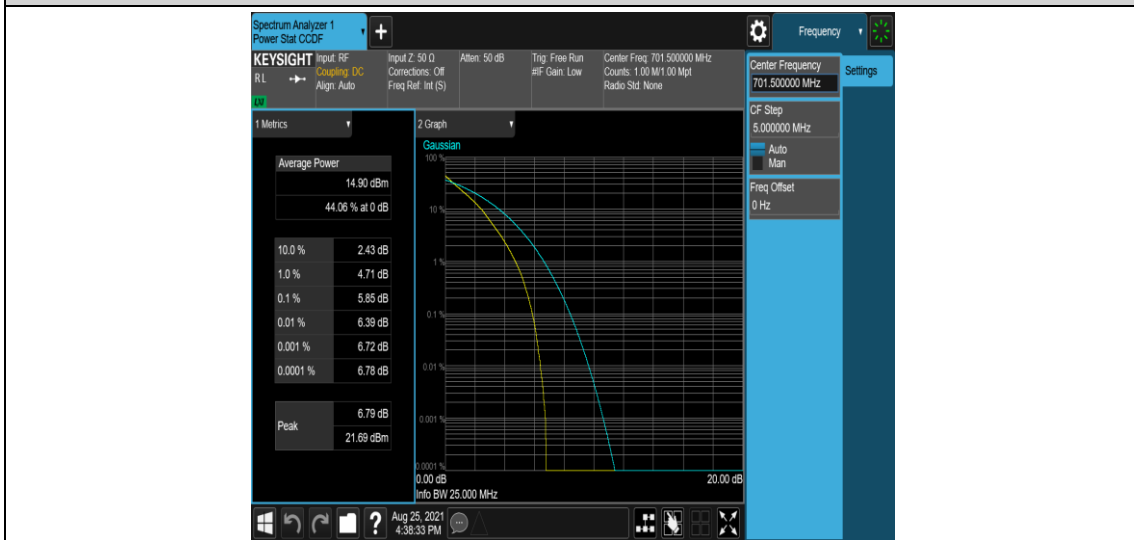 Spectrum Analyzer 1
Power Stat CCDF
Frequency
KEYSIGHT
RL
Input: RF
Coupling: DC
Align: Auto
Input Z: 50 Ω
Corrections: Off
Freq Ref: Int (S)
Atten: 50 dB
Trig: Free Run
#IF Gain: Low
Center Freq: 701.500000 MHz
Counts: 1.00 M/1.00 Mpt
Radio Std: None
Center Frequency
701.500000 MHz
Settings
CF Step
5.000000 MHz
Auto
Man
Freq Offset
0 Hz
1 Metrics
Average Power
14.90 dBm
44.06 % at 0 dB
10.0 % 2.43 dB
1.0 % 4.71 dB
0.1 % 5.85 dB
0.01 % 6.39 dB
0.001 % 6.72 dB
0.0001 % 6.78 dB
Peak
6.79 dB
21.69 dBm
2 Graph
Gaussian
100 %
10 %
1 %
0.1 %
0.01 %
0.001 %
0.0001 %
0.00 dB 20.00 dB
Info BW 25.000 MHz
?
Aug 25, 2021
4:38:33 PM